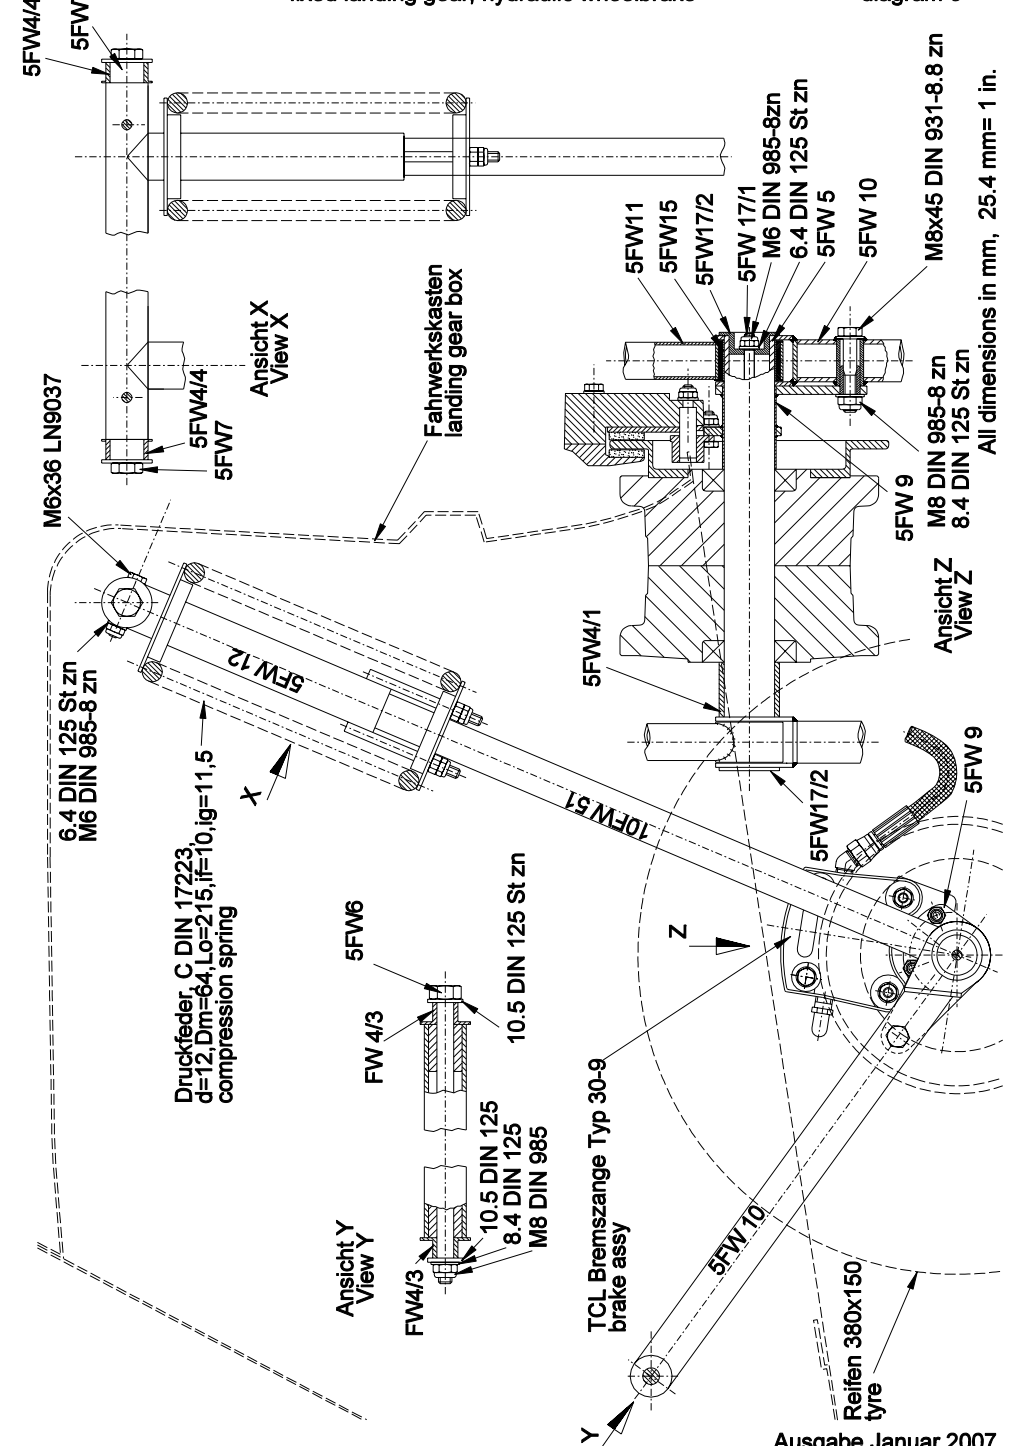 fixed landing gear, hydraulic wheelbrake
5FW4/4
M6x36 LN9037
5FW4/4
5FW7
Ansicht X
View X
Fahrwerkskasten
landing gear box
5FW11
5FW15
5FW17/2
5FW 17/1
M6 DIN 985-8zn
6.4 DIN 125 St zn
5FW 5
5FW 10
M8x45 DIN 931-8.8 zn
All dimensions in mm, 25.4 mm= 1 in.
5FW 9
M8 DIN 985-8 zn
8.4 DIN 125 St zn
Ansicht Z
View Z
5FW4/1
5FW17/2
5FW 9
6.4 DIN 125 St zn
M6 DIN 985-8 zn
5FW 12
X
10FW 51
Druckfeder, C DIN 17223,
d=12,Dm=64,Lo=215,if=10,ig=11,5
compression spring
5FW6
FW 4/3
10.5 DIN 125 St zn
Z
Ansicht Y
View Y
FW4/3
10.5 DIN 125
8.4 DIN 125
M8 DIN 985
TCL Bremszange Typ 30-9
brake assy
5FW 10
Y
Reifen 380x150
tyre
Ausgabe Januar 2007